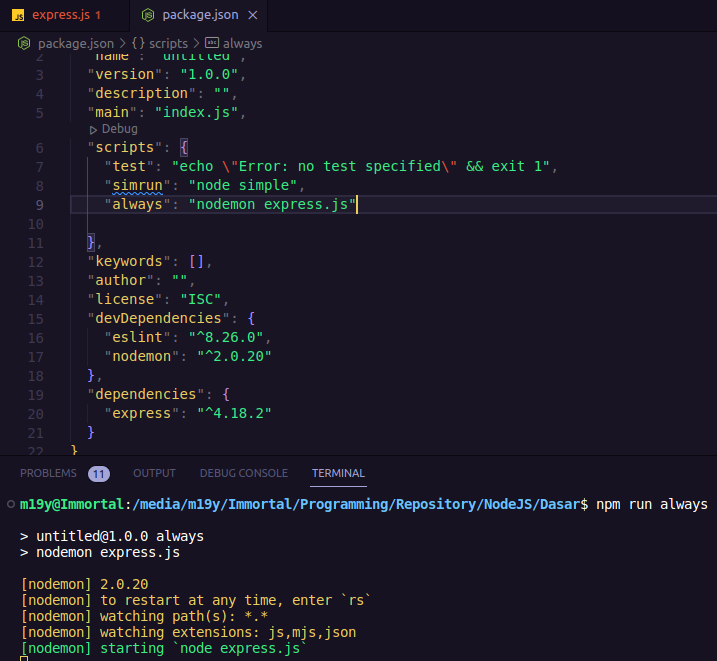 JS express.js 1
package.json ×
package.json > {} scripts > abc always
2 "name": "untitled",
3 "version": "1.0.0",
4 "description": "",
5 "main": "index.js",
Debug
6 "scripts": {
7 "test": "echo \"Error: no test specified\" && exit 1",
8 "simrun": "node simple",
9 "always": "nodemon express.js"
10
11 },
12 "keywords": [],
13 "author": "",
14 "license": "ISC",
15 "devDependencies": {
16 "eslint": "^8.26.0",
17 "nodemon": "^2.0.20"
18 },
19 "dependencies": {
20 "express": "^4.18.2"
21 }
22 }
PROBLEMS 11 OUTPUT DEBUG CONSOLE TERMINAL
m19y@Immortal:/media/m19y/Immortal/Programming/Repository/NodeJS/Dasar$ npm run always
> untitled@1.0.0 always
> nodemon express.js
[nodemon] 2.0.20
[nodemon] to restart at any time, enter `rs`
[nodemon] watching path(s): *.*
[nodemon] watching extensions: js,mjs,json
[nodemon] starting `node express.js`